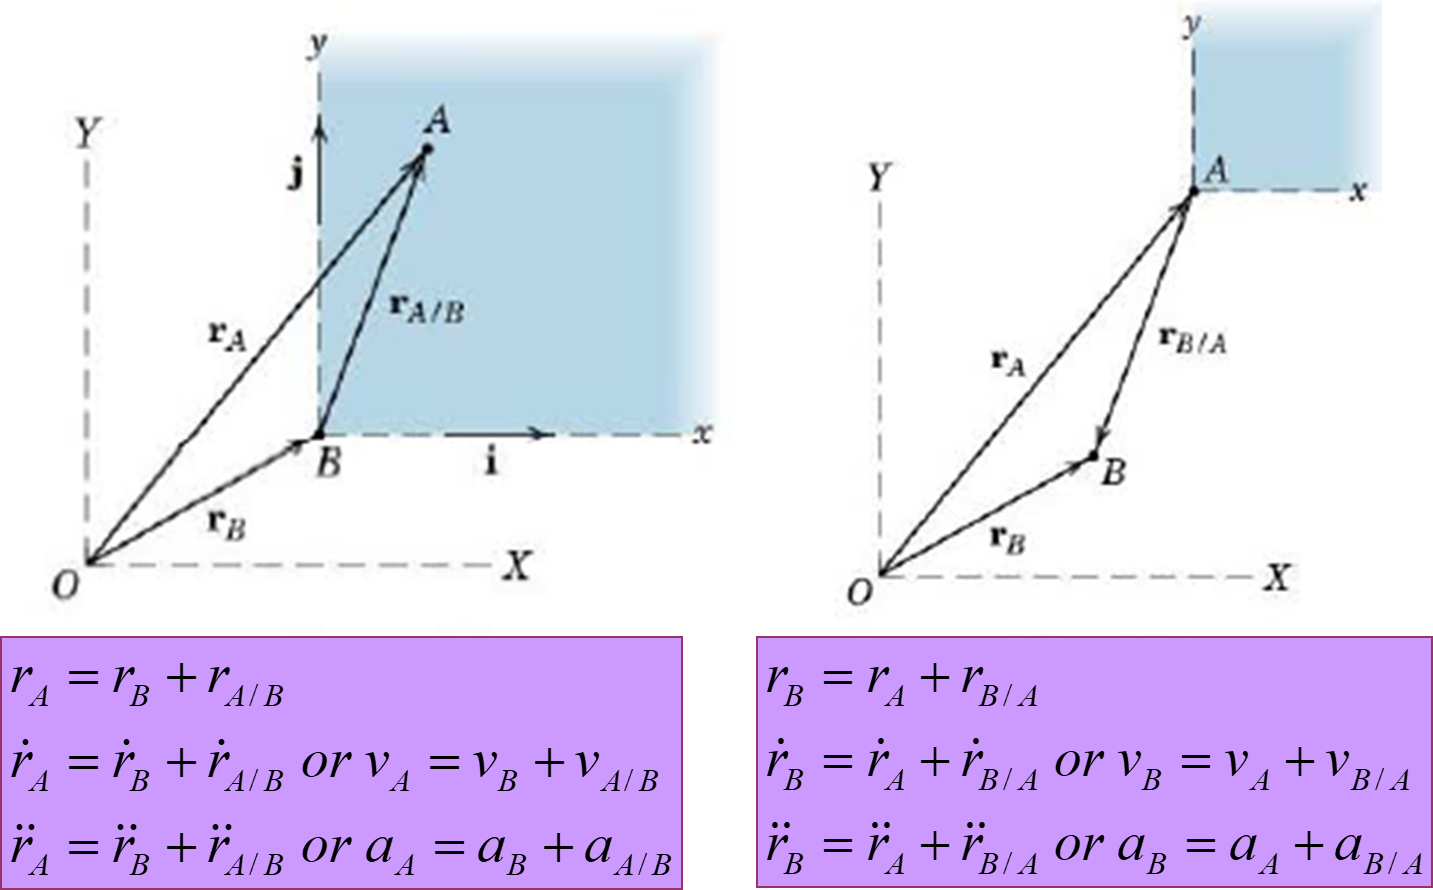 y
A
Y
j
r_A
r_{A/B}
B
i
x
r_B
O
X
y
A
x
Y
r_A
r_{B/A}
B
r_B
O
X
r_A = r_B + r_{A/B}
ṙ_A = ṙ_B + ṙ_{A/B} or v_A = v_B + v_{A/B}
r̈_A = r̈_B + r̈_{A/B} or a_A = a_B + a_{A/B}
r_B = r_A + r_{B/A}
ṙ_B = ṙ_A + ṙ_{B/A} or v_B = v_A + v_{B/A}
r̈_B = r̈_A + r̈_{B/A} or a_B = a_A + a_{B/A}